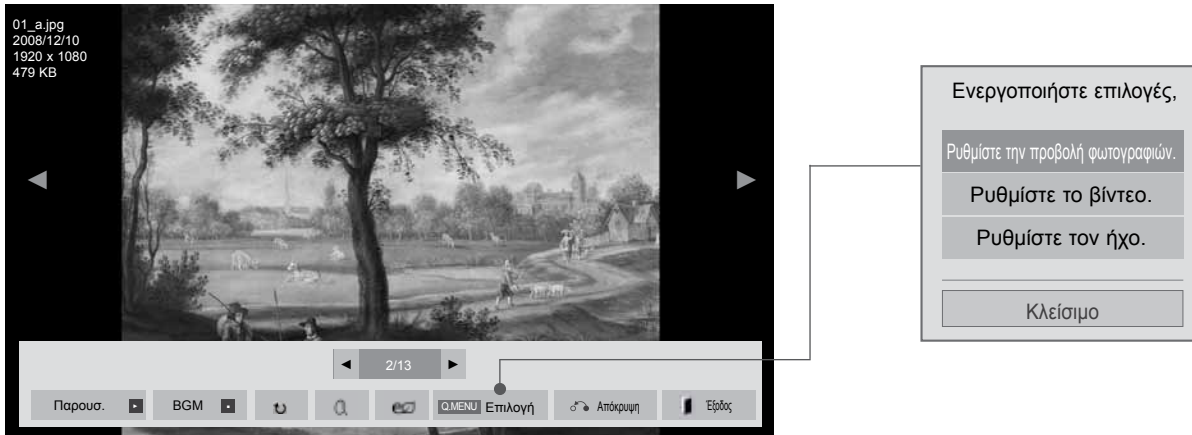 01_a.jpg
2008/12/10
1920 x 1080
479 KB
2/13
Παρουσ. BGM Q.MENU Επιλογή Απόκρυψη Έξοδος
Ενεργοποιήστε επιλογές,
Ρυθμίστε την προβολή φωτογραφιών.
Ρυθμίστε το βίντεο.
Ρυθμίστε τον ήχο.
Κλείσιμο